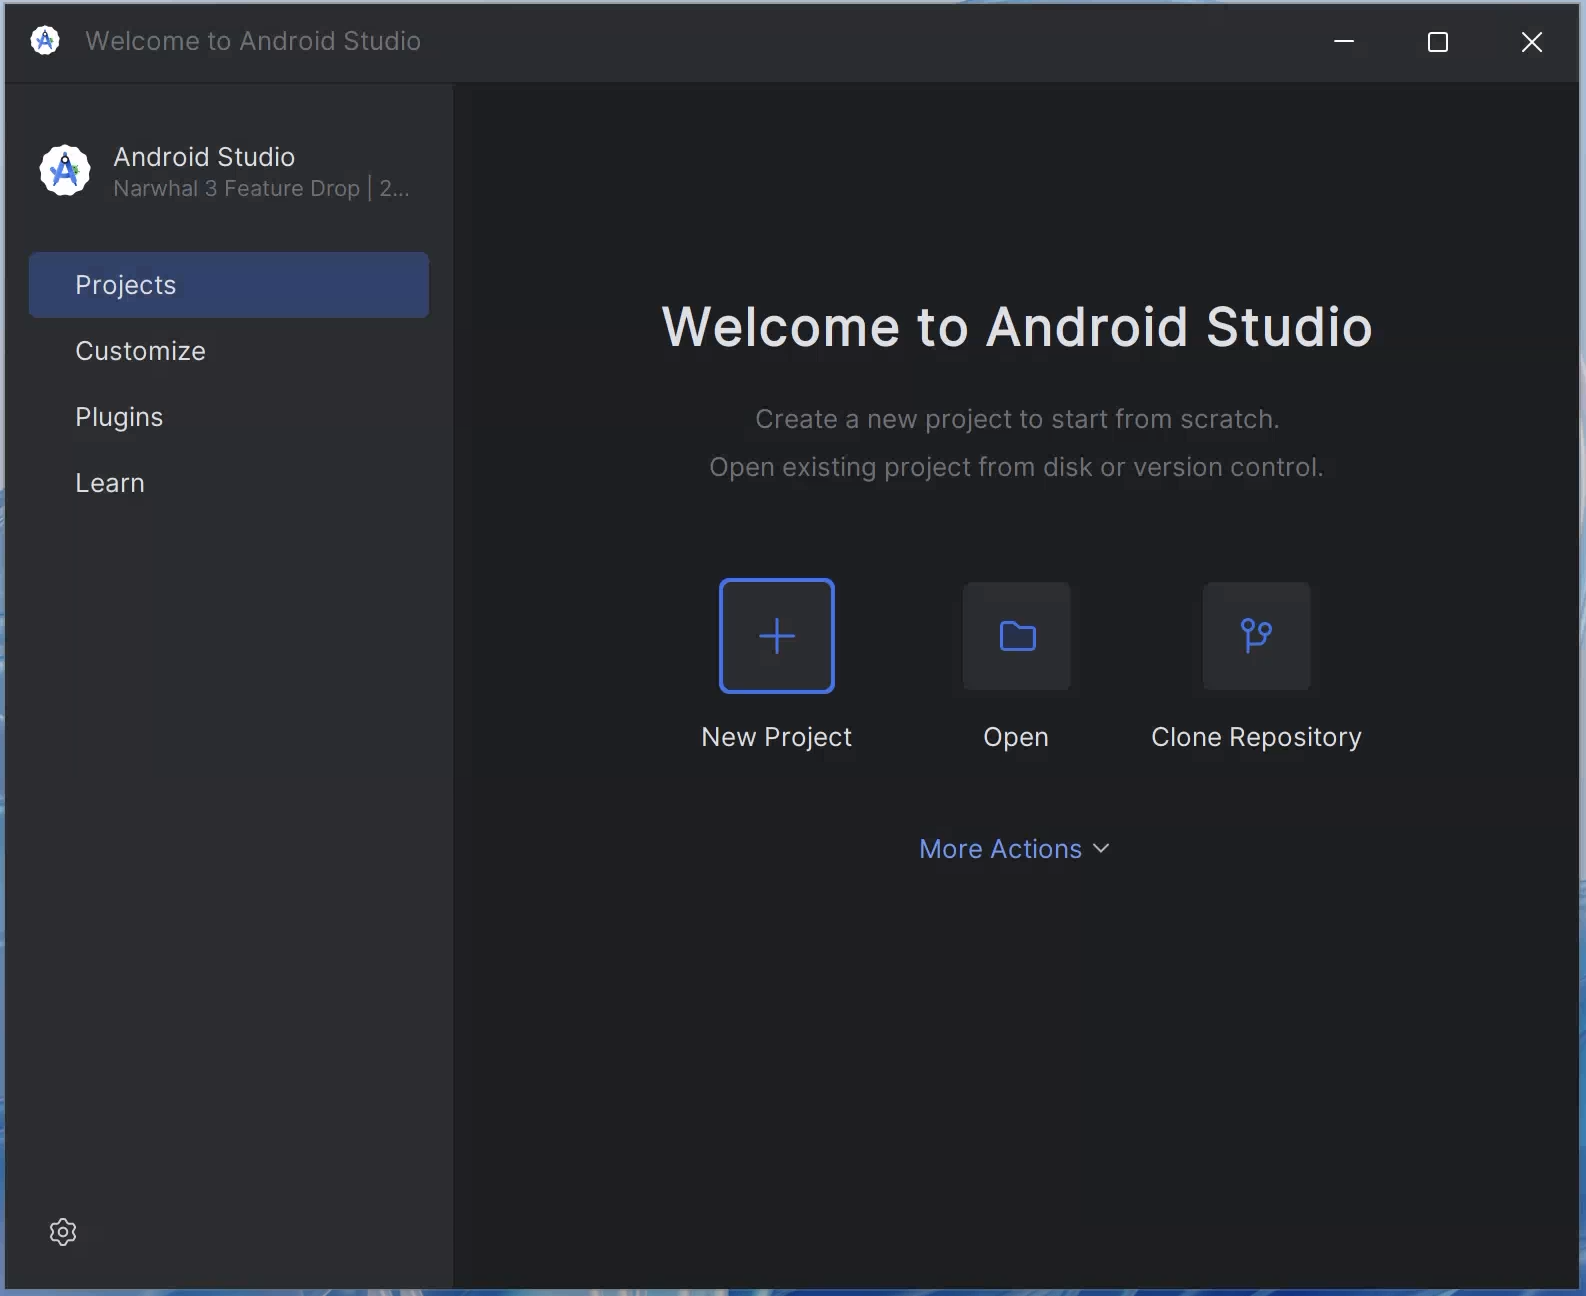 Welcome to Android Studio
Android Studio
Narwhal 3 Feature Drop | 2...
Projects
Customize
Plugins
Learn
Welcome to Android Studio
Create a new project to start from scratch.
Open existing project from disk or version control.
New Project
Open
Clone Repository
More Actions